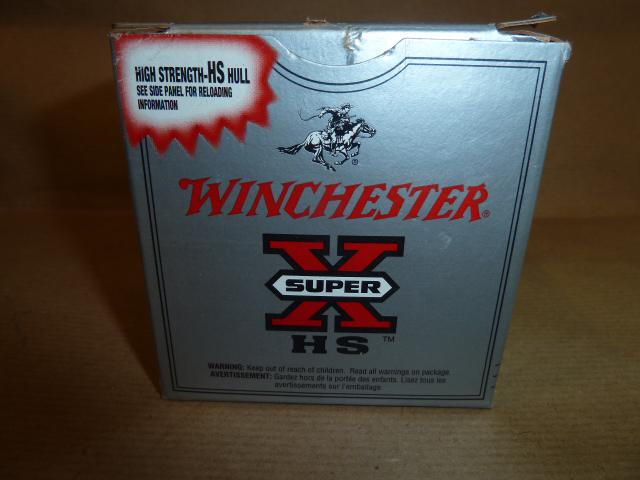 HIGH STRENGTH-HS HULL
SEE SIDE PANEL FOR RELOADING
INFORMATION
®
WINCHESTER®
X
SUPER
HS ™
WARNING: Keep out of reach of children. Read all warnings on package.
AVERTISSEMENT: Gardez hors de la portée des enfants. Lisez tous les
avertissements sur l'emballage.